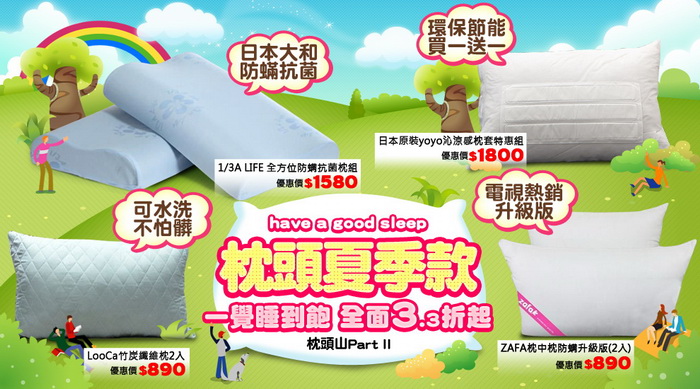 日本大和
防蟎抗菌
環保節能
買一送一
1/3A LIFE 全方位防螨抗菌枕組
優惠價$1580
日本原裝yoyo沁涼感枕套特惠組
優惠價$1800
可水洗
不怕髒
電視熱銷
升級版
have a good sleep
枕頭夏季款
一覺睡到飽 全面3.3折起
枕頭山Part II
LooCa竹炭纖維枕2入
優惠價$890
zafa
ZAFA枕中枕防螨升級版(2入)
優惠價$890